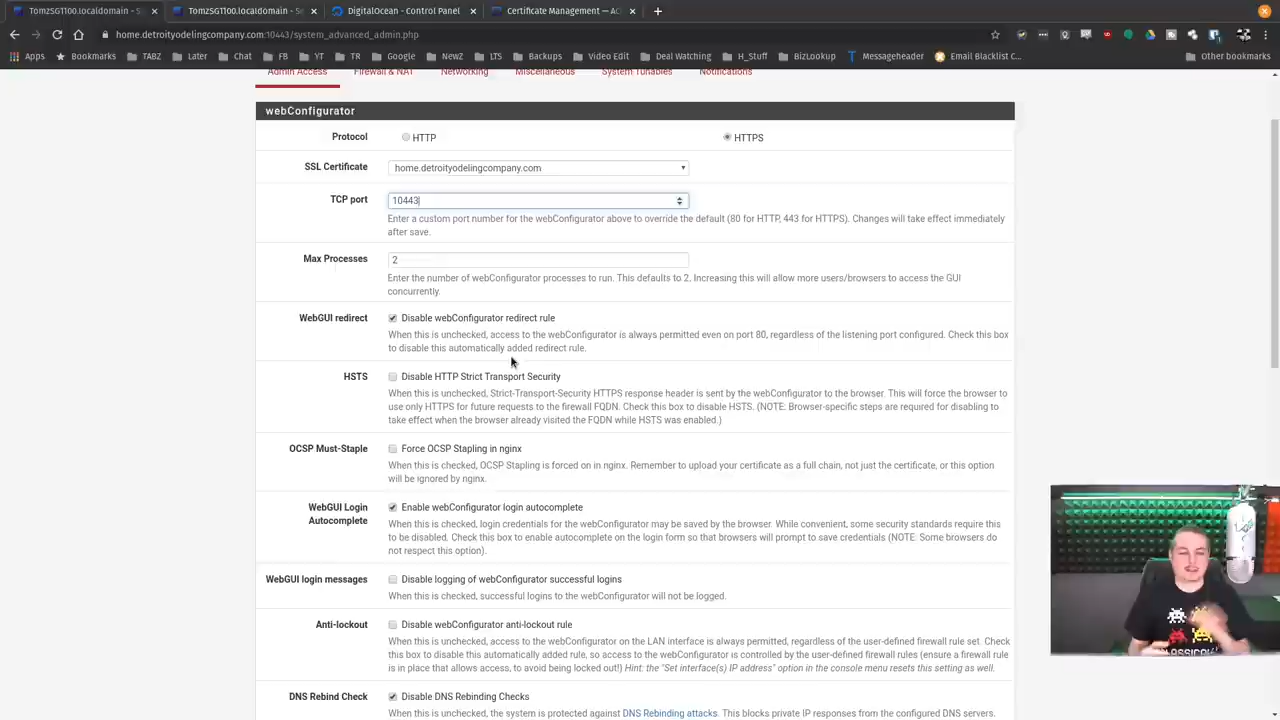 TomzSG1100.localdomain - Sy
TomzSG1100.localdomain - S
DigitalOcean - Control Panel
Certificate Management — AC
home.detroityodelingcompany.com:10443/system_advanced_admin.php
Apps
Bookmarks
TABZ
Later
Chat
FB
YT
TR
Google
NewZ
LTS
Backups
Video Edit
Deal Watching
H_Stuff
BizLookup
Messageheader
Email Blacklist C...
Other bookmarks
Admin Access
Firewall & NAT
Networking
Miscellaneous
System Tunables
Notifications
webConfigurator
Protocol
HTTP
HTTPS
SSL Certificate
home.detroityodelingcompany.com
TCP port
10443
Enter a custom port number for the webConfigurator above to override the default (80 for HTTP, 443 for HTTPS). Changes will take effect immediately
after save.
Max Processes
2
Enter the number of webConfigurator processes to run. This defaults to 2. Increasing this will allow more users/browsers to access the GUI
concurrently.
WebGUI redirect
Disable webConfigurator redirect rule
When this is unchecked, access to the webConfigurator is always permitted even on port 80, regardless of the listening port configured. Check this box
to disable this automatically added redirect rule.
HSTS
Disable HTTP Strict Transport Security
When this is unchecked, Strict-Transport-Security HTTPS response header is sent by the webConfigurator to the browser. This will force the browser to
use only HTTPS for future requests to the firewall FQDN. Check this box to disable HSTS. (NOTE: Browser-specific steps are required for disabling to
take effect when the browser already visited the FQDN while HSTS was enabled.)
OCSP Must-Staple
Force OCSP Stapling in nginx
When this is checked, OCSP Stapling is forced on in nginx. Remember to upload your certificate as a full chain, not just the certificate, or this option
will be ignored by nginx.
WebGUI Login
Autocomplete
Enable webConfigurator login autocomplete
When this is checked, login credentials for the webConfigurator may be saved by the browser. While convenient, some security standards require this
to be disabled. Check this box to enable autocomplete on the login form so that browsers will prompt to save credentials (NOTE: Some browsers do
not respect this option).
WebGUI login messages
Disable logging of webConfigurator successful logins
When this is checked, successful logins to the webConfigurator will not be logged.
Anti-lockout
Disable webConfigurator anti-lockout rule
When this is unchecked, access to the webConfigurator on the LAN interface is always permitted, regardless of the user-defined firewall rule set. Check
this box to disable this automatically added rule, so access to the webConfigurator is controlled by the user-defined firewall rules (ensure a firewall rule
is in place that allows access, to avoid being locked out!) Hint: the "Set interface(s) IP address" option in the console menu resets this setting as well.
DNS Rebind Check
Disable DNS Rebinding Checks
When this is unchecked, the system is protected against DNS Rebinding attacks. This blocks private IP responses from the configured DNS servers.